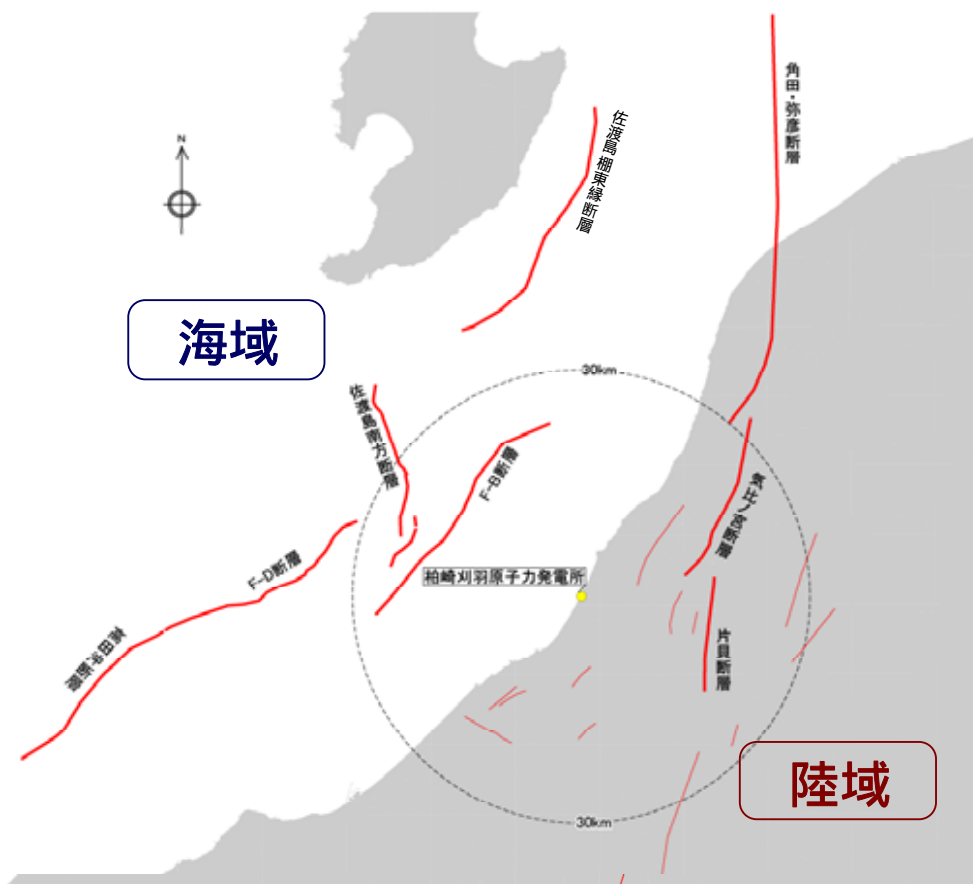 N
角田・弥彦断層
佐渡島棚東縁断層
海域
30km
佐渡島南方断層
F-B断層
気比ノ宮断層
F-D断層
柏崎刈羽原子力発電所
片貝断層
陸域
30km